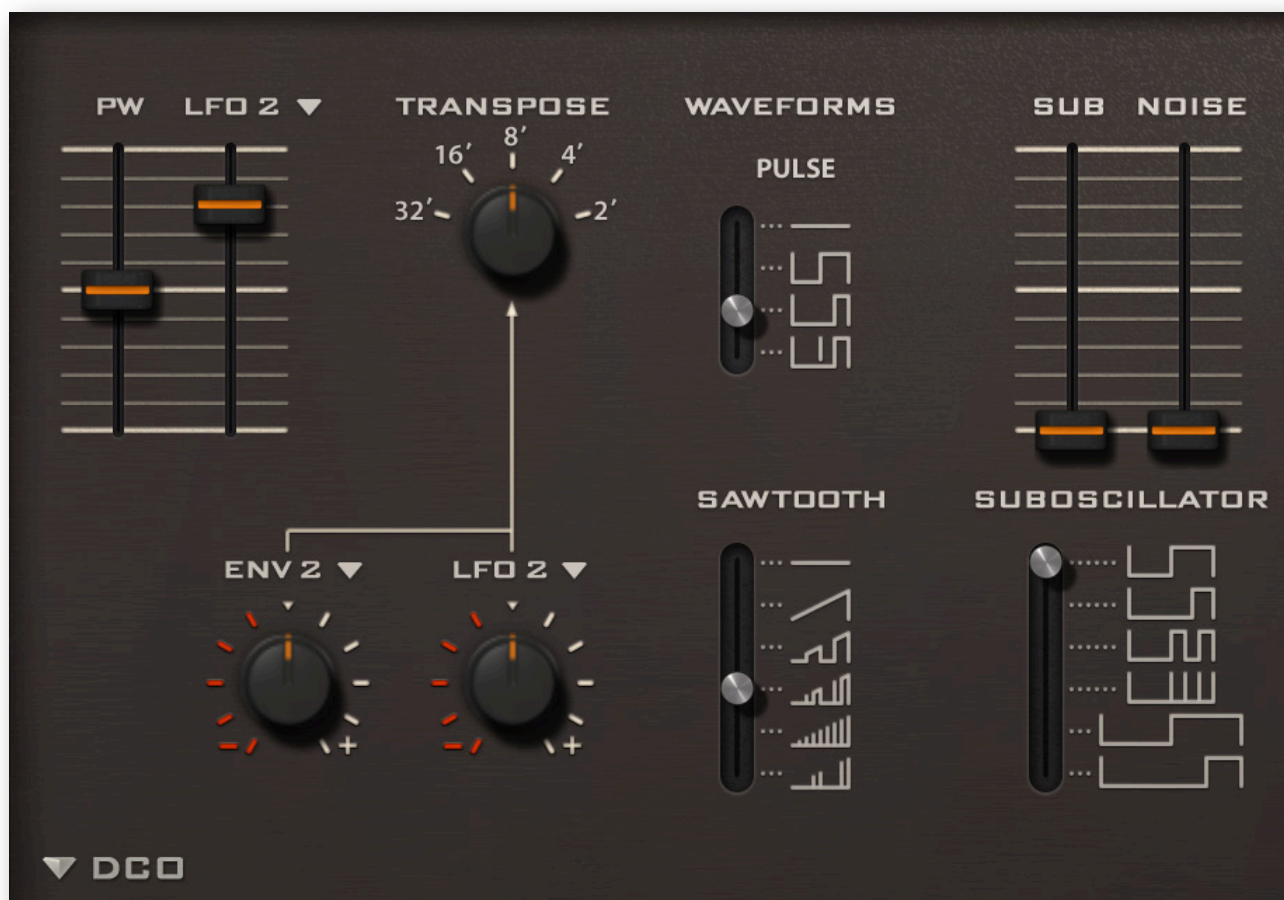 PW LFO 2 TRANSPOSE WAVEFORMS SUB NOISE
8′
16′ 4′
PULSE
32′ 2′
SAWTOOTH SUBOSCILLATOR
ENV 2 LFO 2
- + - +
DCO